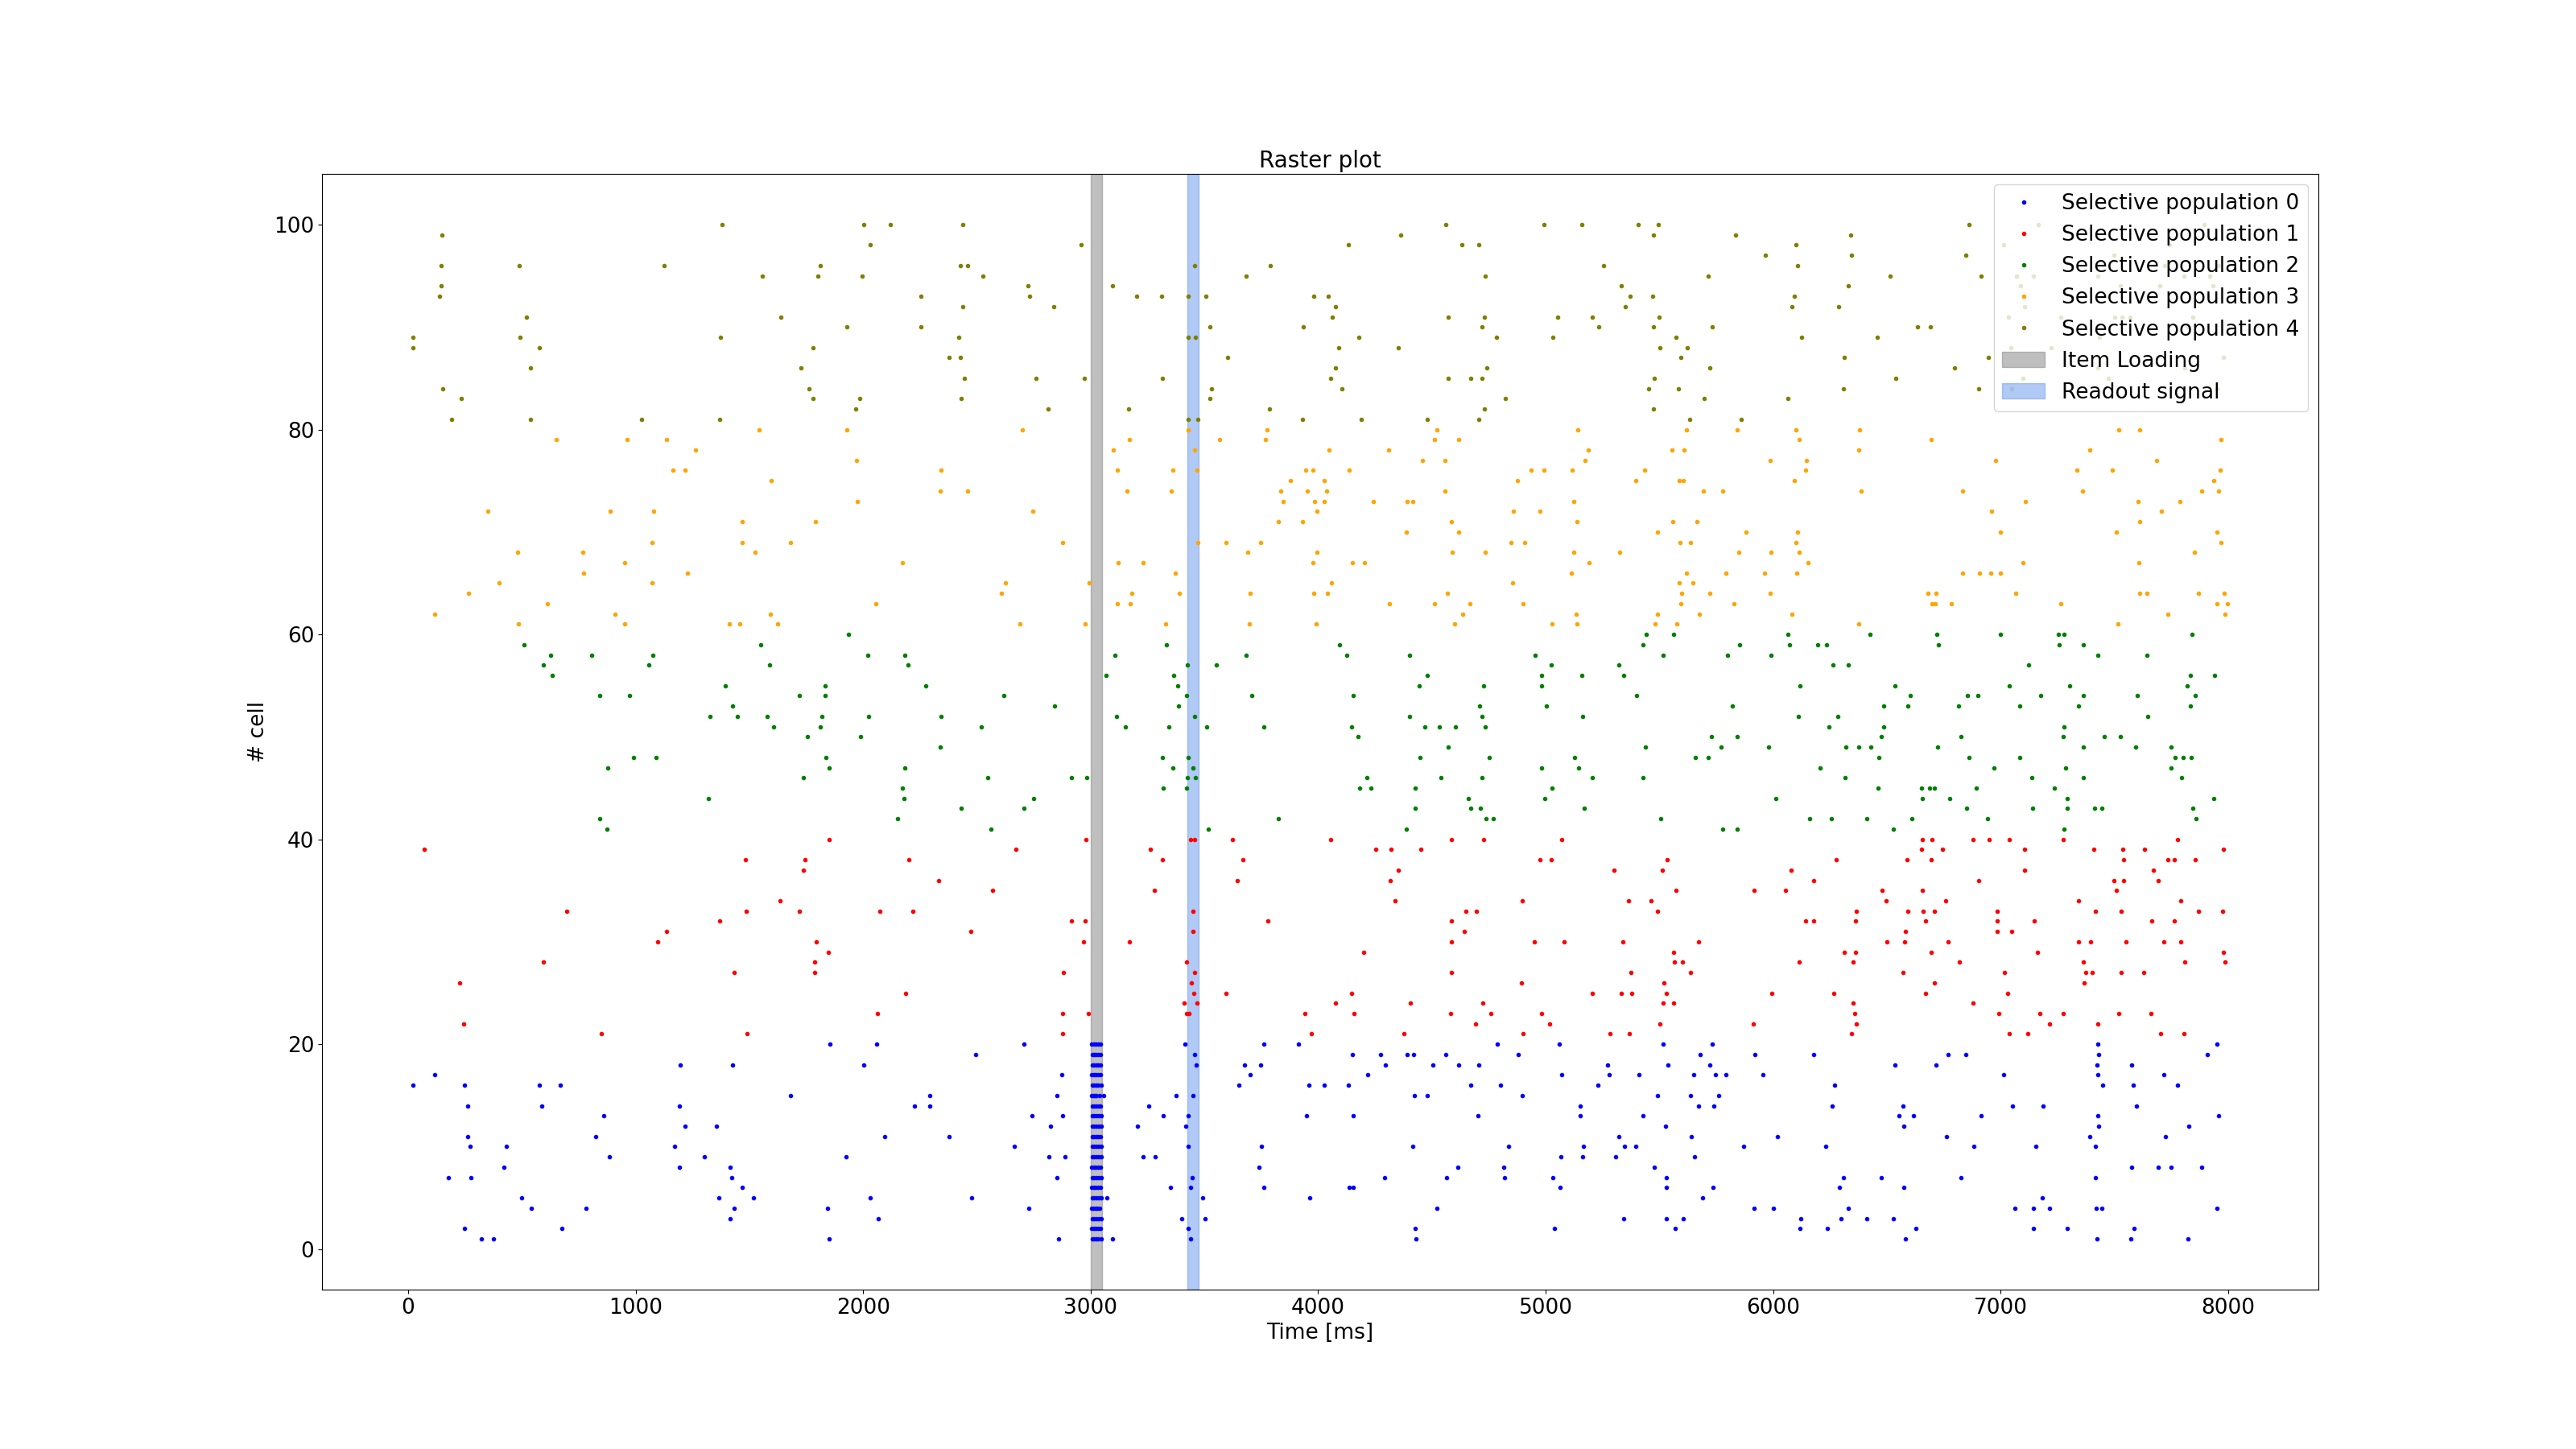 Raster plot
Selective population 0
Selective population 1
Selective population 2
Selective population 3
Selective population 4
Item Loading
Readout signal
100
80
60
40
20
0
# cell
0 1000 2000 3000 4000 5000 6000 7000 8000
Time [ms]